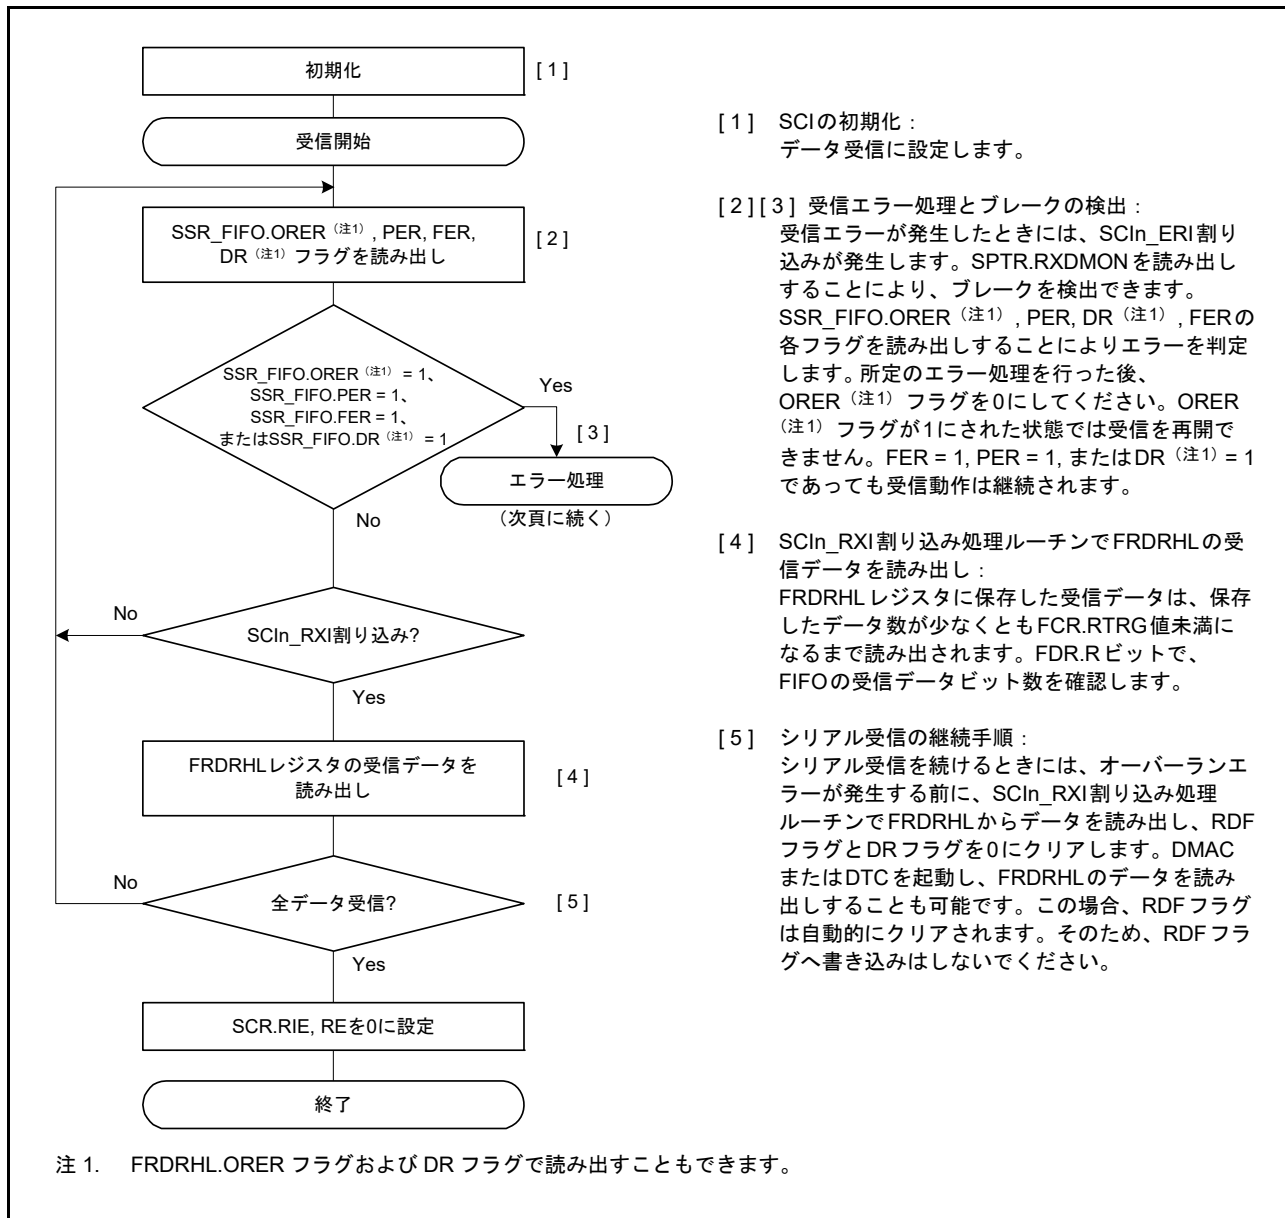 初期化
[ 1 ]
受信開始
SSR_FIFO.ORER（注1）, PER, FER,
DR（注1）フラグを読み出し
[ 2 ]
SSR_FIFO.ORER（注1）= 1、
SSR_FIFO.PER = 1、
SSR_FIFO.FER = 1、
またはSSR_FIFO.DR（注1）= 1
Yes
[ 3 ]
エラー処理
（次頁に続く）
No
No
SCIn_RXI割り込み?
Yes
FRDRHLレジスタの受信データを
読み出し
[ 4 ]
No
全データ受信?
[ 5 ]
Yes
SCR.RIE, REを0に設定
終了
[ 1 ] SCIの初期化：
データ受信に設定します。
[ 2 ] [ 3 ] 受信エラー処理とブレークの検出：
受信エラーが発生したときには、SCIn_ERI割り
込みが発生します。SPTR.RXDMONを読み出し
することにより、ブレークを検出できます。
SSR_FIFO.ORER（注1）, PER, DR（注1）, FERの
各フラグを読み出しすることによりエラーを判定
します。所定のエラー処理を行った後、
ORER（注1）フラグを0にしてください。ORER
（注1）フラグが1にされた状態では受信を再開で
きません。FER = 1, PER = 1, またはDR（注1）= 1
であっても受信動作は継続されます。
[ 4 ] SCIn_RXI割り込み処理ルーチンでFRDRHLの受
信データを読み出し：
FRDRHLレジスタに保存した受信データは、保存
したデータ数が少なくともFCR.RTRG値未満に
なるまで読み出されます。FDR.Rビットで、
FIFOの受信データビット数を確認します。
[ 5 ] シリアル受信の継続手順：
シリアル受信を続けるときには、オーバーランエ
ラーが発生する前に、SCIn_RXI割り込み処理
ルーチンでFRDRHLからデータを読み出し、RDF
フラグとDRフラグを0にクリアします。DMAC
またはDTCを起動し、FRDRHLのデータを読み
出しすることも可能です。この場合、RDFフラグ
は自動的にクリアされます。そのため、RDFフラ
グへ書き込みはしないでください。
注 1. FRDRHL.ORER フラグおよび DR フラグで読み出すこともできます。